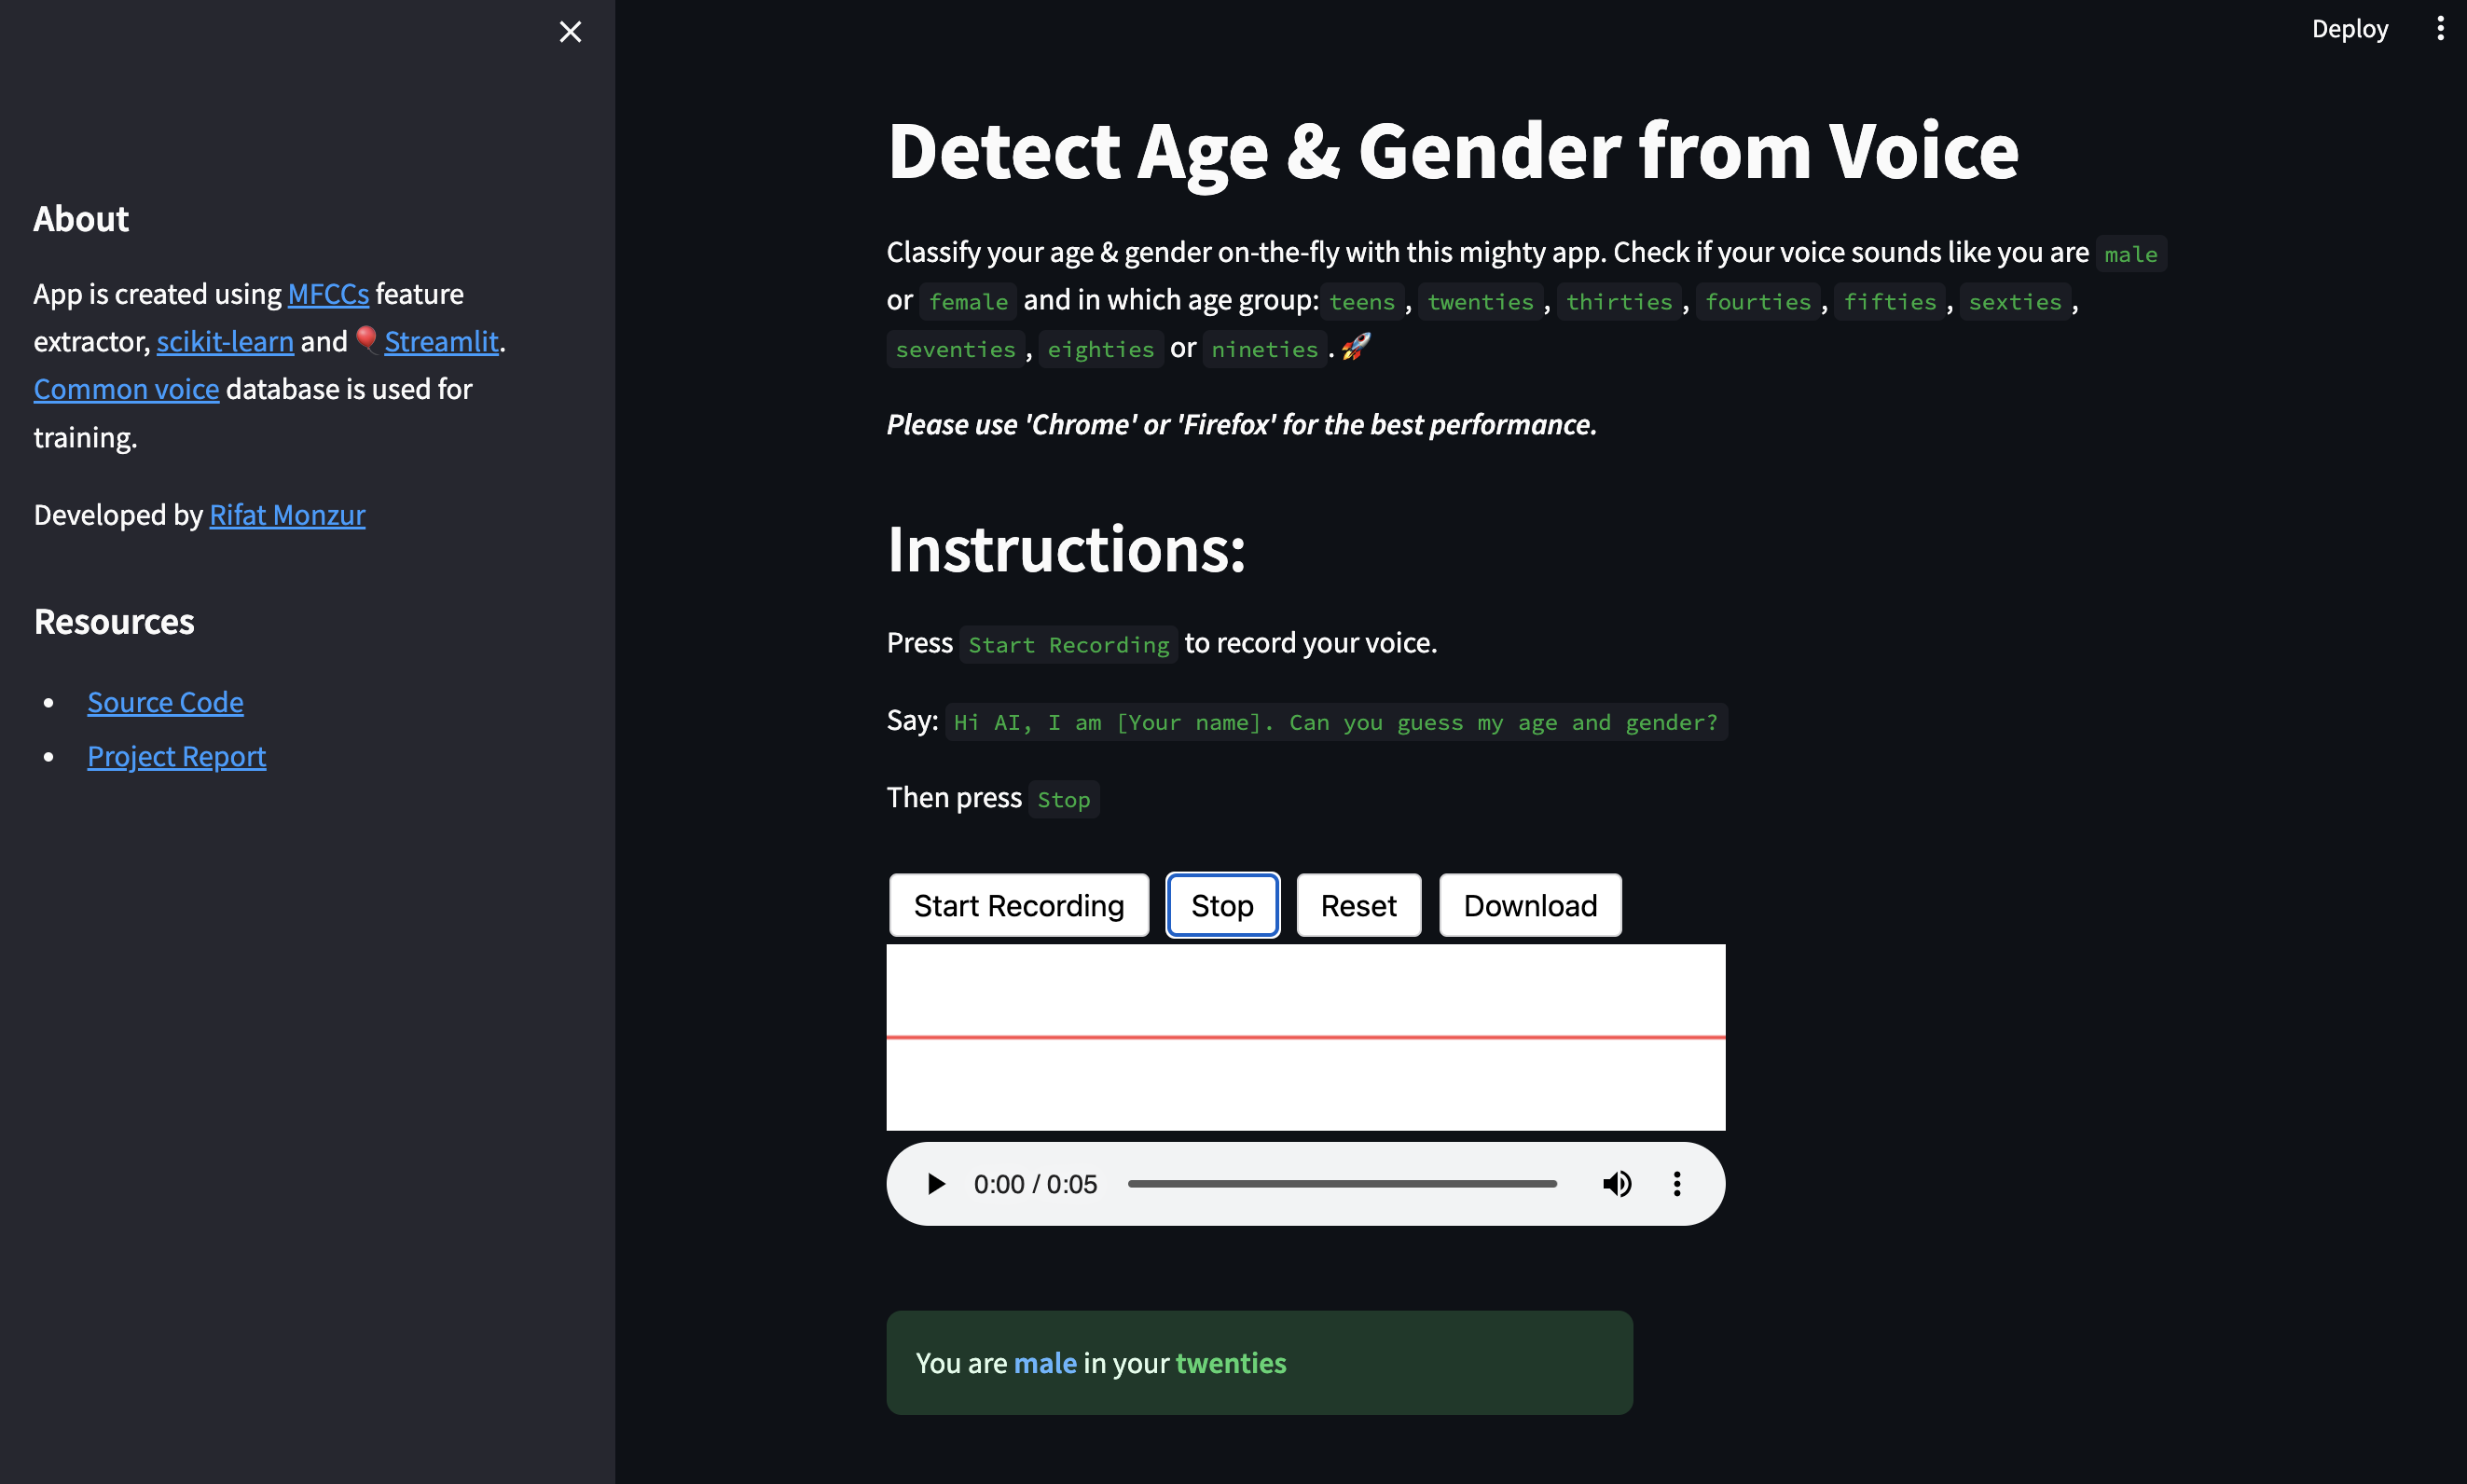 Deploy
About
App is created using MFCCs feature
extractor, scikit-learn and 🎈 Streamlit.
Common voice database is used for
training.
Developed by Rifat Monzur
Resources
• Source Code
• Project Report
Detect Age & Gender from Voice
Classify your age & gender on-the-fly with this mighty app. Check if your voice sounds like you are male
or female and in which age group: teens , twenties , thirties , fourties , fifties , sexties ,
seventies , eighties or nineties . 🚀
Please use 'Chrome' or 'Firefox' for the best performance.
Instructions:
Press Start Recording to record your voice.
Say: Hi AI, I am [Your name]. Can you guess my age and gender?
Then press Stop
Start Recording Stop Reset Download
0:00 / 0:05
You are male in your twenties